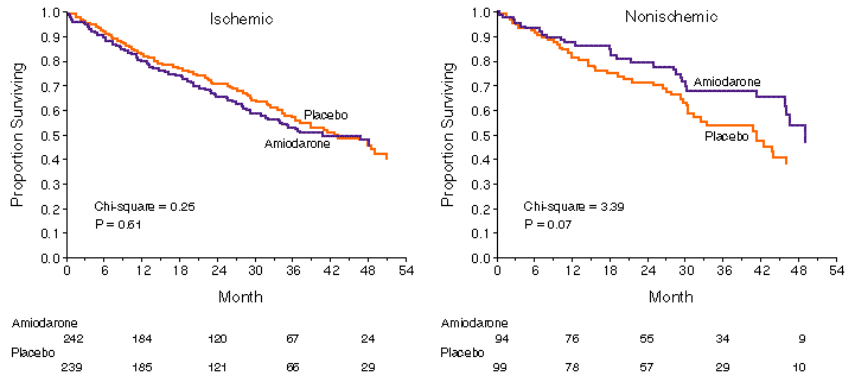 Ischemic
Proportion Surviving
1.0
0.9
0.8
0.7
0.6
0.5
0.4
0.3
0.2
0.1
0.0
Placebo
Amiodarone
Chi-square = 0.25
P = 0.61
0 6 12 18 24 30 36 42 48 54
Month
Amiodarone
242 184 120 67 24
Placebo
239 185 121 66 29
Nonischemic
Proportion Surviving
1.0
0.9
0.8
0.7
0.6
0.5
0.4
0.3
0.2
0.1
0.0
Amiodarone
Placebo
Chi-square = 3.39
P = 0.07
0 6 12 18 24 30 36 42 48 54
Month
Amiodarone
94 76 65 34 9
Placebo
99 78 57 29 10